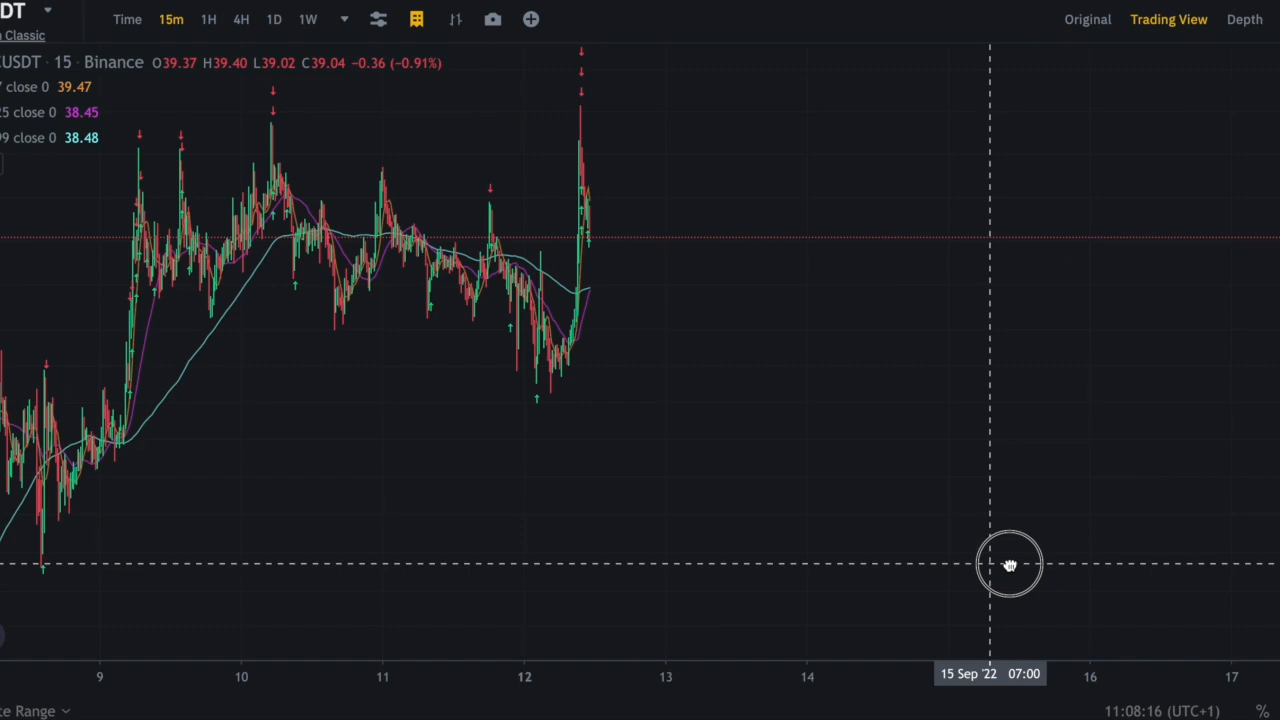 DT
Time 15m 1H 4H 1D 1W
Original Trading View Depth
Classic
USDT · 15 · Binance O39.37 H39.40 L39.02 C39.04 −0.36 (−0.91%)
close 0 39.47
25 close 0 38.45
99 close 0 38.48
9 10 11 12 13 14 15 Sep '22 07:00 16 17
ce Range
11:08:16 (UTC+1) %